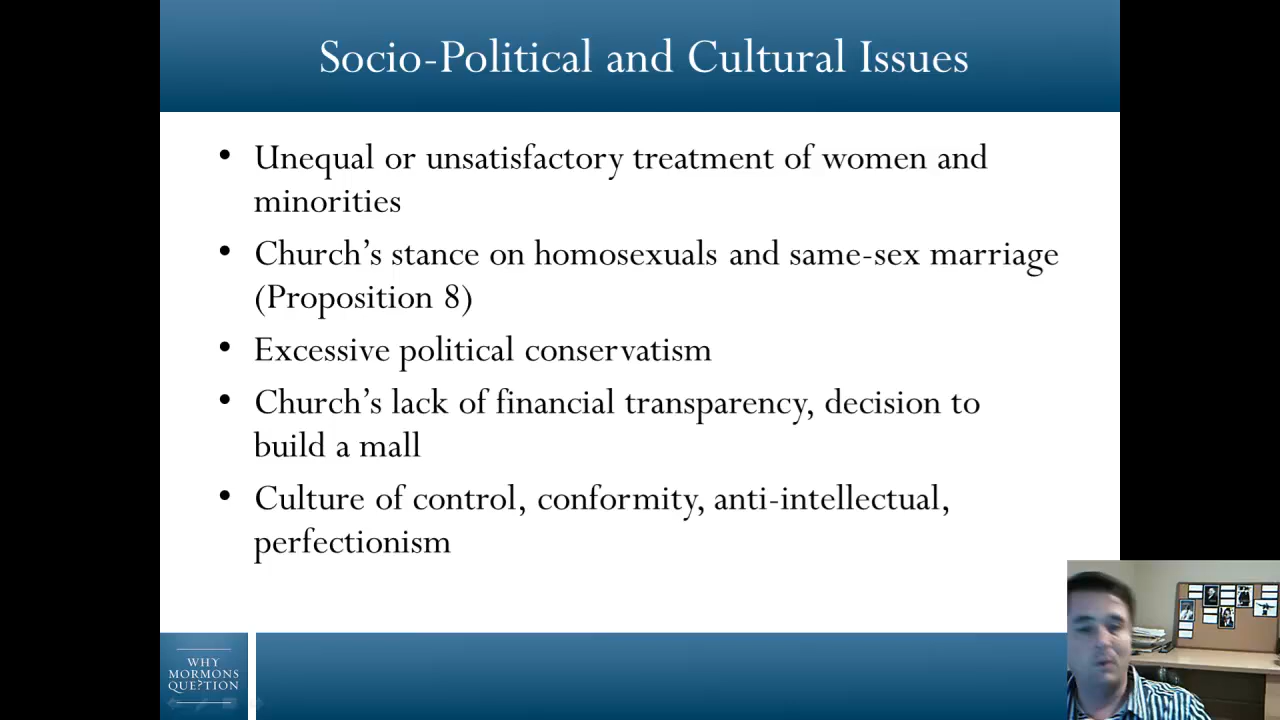 Socio-Political and Cultural Issues
• Unequal or unsatisfactory treatment of women and
minorities
• Church’s stance on homosexuals and same-sex marriage
(Proposition 8)
• Excessive political conservatism
• Church’s lack of financial transparency, decision to
build a mall
• Culture of control, conformity, anti-intellectual,
perfectionism
WHY
MORMONS
QUE?TION